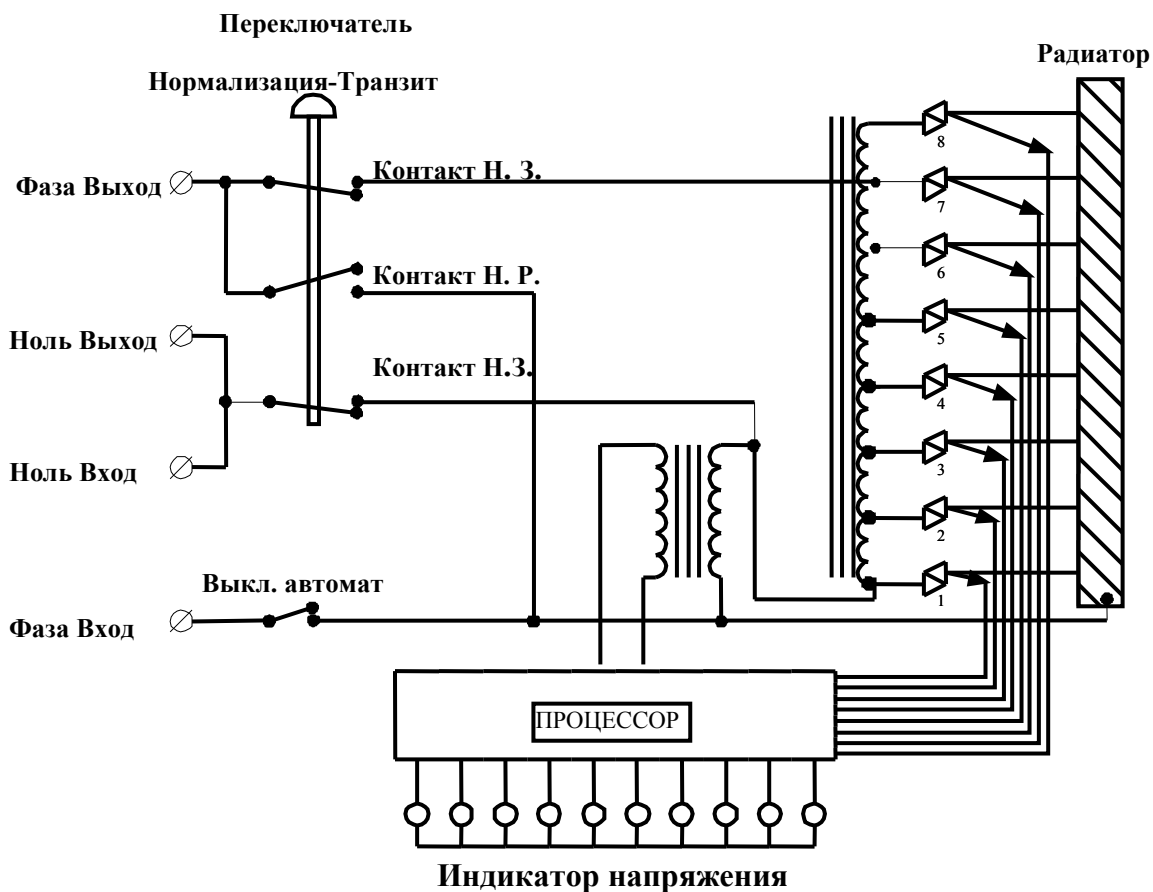 Переключатель
Нормализация-Транзит
Радиатор
Фаза Выход
Контакт Н. З.
Контакт Н. Р.
Ноль Выход
Контакт Н.З.
Ноль Вход
Выкл. автомат
Фаза Вход
8
7
6
5
4
3
2
1
ПРОЦЕССОР
Индикатор напряжения